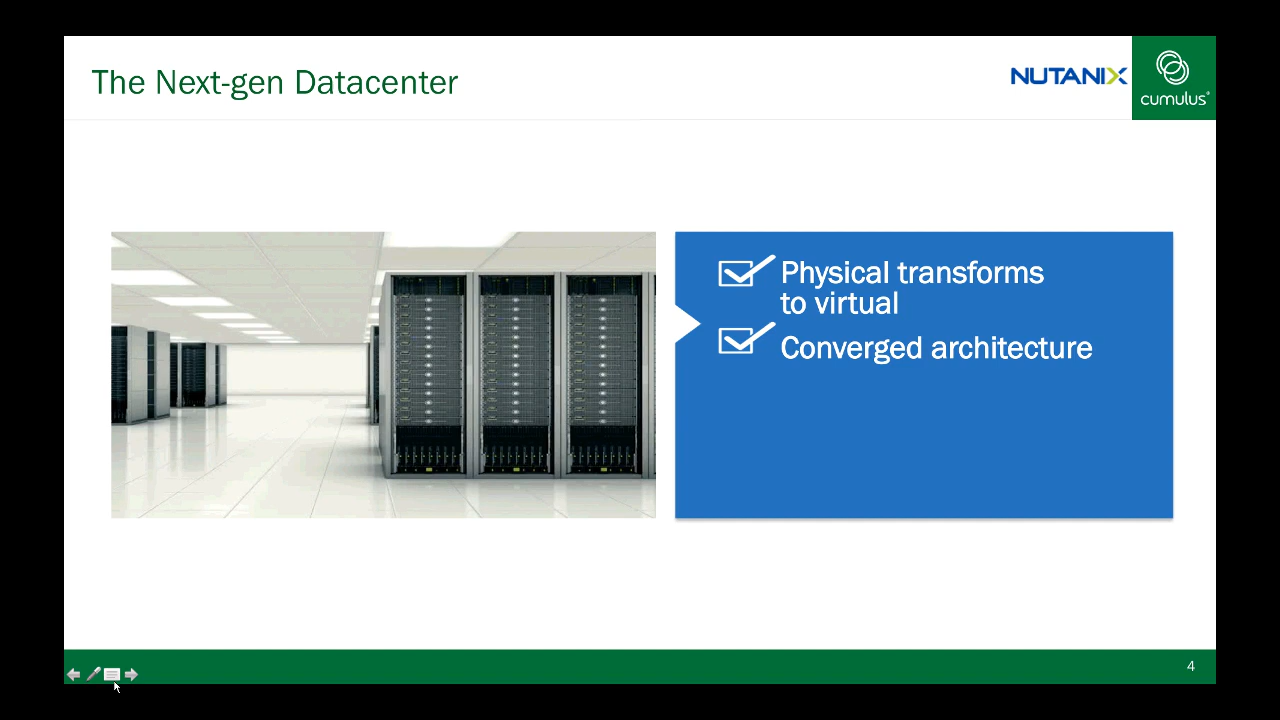 The Next-gen Datacenter
NUTANIX
cumulus®
Physical transforms
to virtual
Converged architecture
4